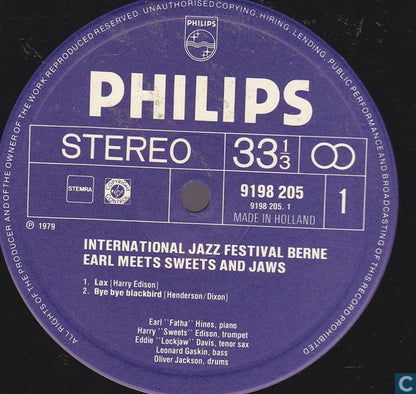 ALL RIGHTS OF THE PRODUCER AND OF THE OWNER OF THE WORK REPRODUCED RESERVED. UNAUTHORISED COPYING, HIRING, LENDING, PUBLIC PERFORMANCE AND BROADCASTING OF THIS RECORD PROHIBITED.
PHILIPS
PHILIPS
STEREO
33 1/3
STEMRA
9198 205
9198 205. 1
MADE IN HOLLAND
1
℗ 1979
INTERNATIONAL JAZZ FESTIVAL BERNE
EARL MEETS SWEETS AND JAWS
1. Lax (Harry Edison)
2. Bye bye blackbird (Henderson/Dixon)
Earl ''Fatha'' Hines, piano
Harry ''Sweets'' Edison, trumpet
Eddie ''Lockjaw'' Davis, tenor sax
Leonard Gaskin, bass
Oliver Jackson, drums
C